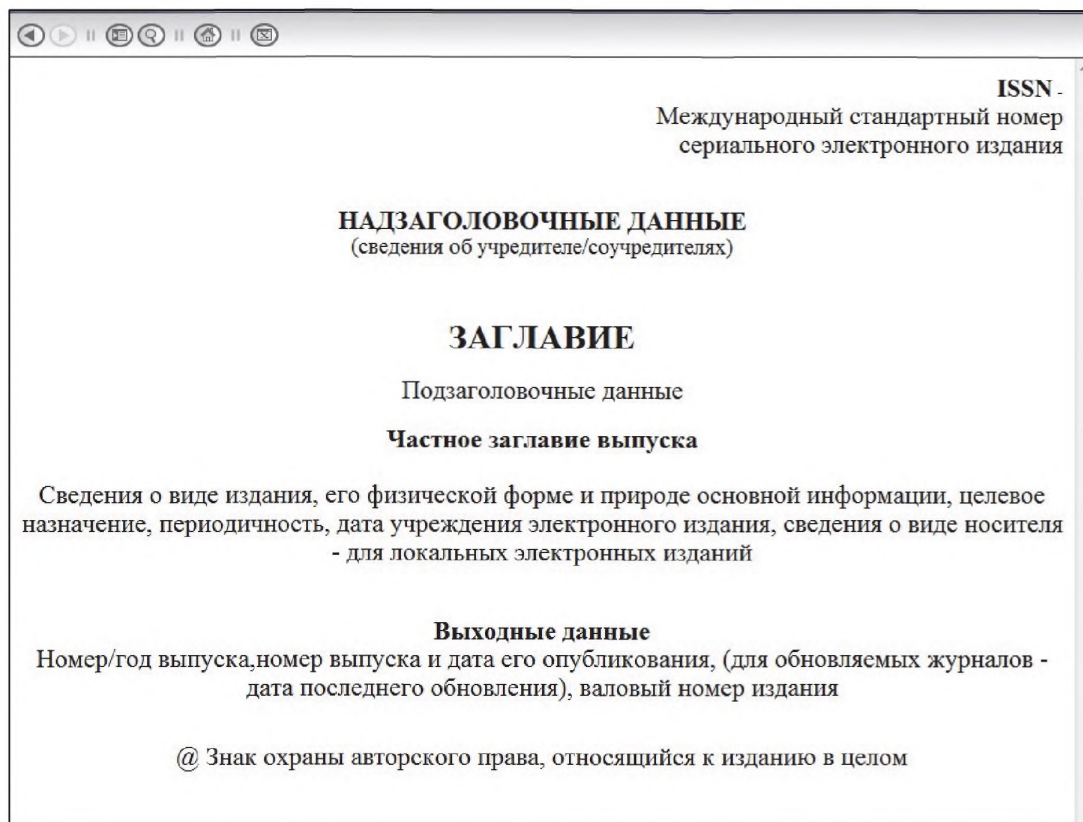 ISSN -
Международный стандартный номер
сериального электронного издания
НАДЗАГОЛОВОЧНЫЕ ДАННЫЕ
(сведения об учредителе/соучредителях)
ЗАГЛАВИЕ
Подзаголовочные данные
Частное заглавие выпуска
Сведения о виде издания, его физической форме и природе основной информации, целевое
назначение, периодичность, дата учреждения электронного издания, сведения о виде носителя
- для локальных электронных изданий
Выходные данные
Номер/год выпуска,номер выпуска и дата его опубликования, (для обновляемых журналов -
дата последнего обновления), валовый номер издания
@ Знак охраны авторского права, относящийся к изданию в целом